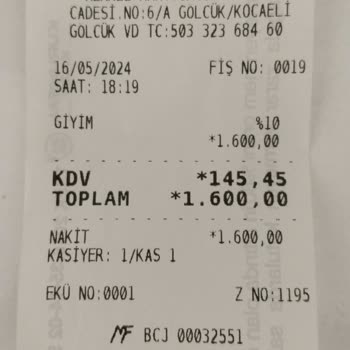 CADESİ.NO:6/A GOLCÜK/KOCAELİ
GOLCÜK VD TC:503 323 684 60
16/05/2024 FİŞ NO: 0019
SAAT: 18:19
GİYİM %10
*1.600,00
KDV *145,45
TOPLAM *1.600,00
NAKİT *1.600,00
KASİYER: 1/KAS 1
EKÜ NO:0001 Z NO:1195
MF BCJ 00032551